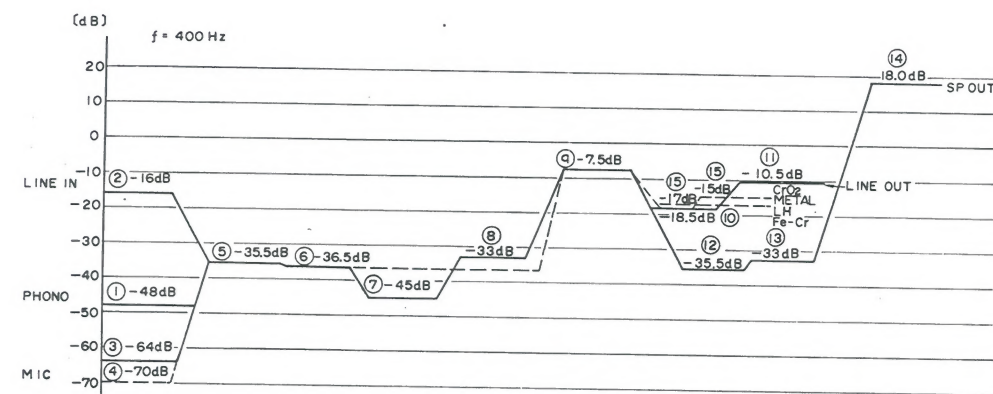 (dB)
f = 400 Hz
20
10
0
-10
-20
-30
-40
-50
-60
-70
LINE IN
PHONO
MIC
② -16dB
① -48dB
③ -64dB
④ -70dB
⑤ -35.5dB
⑥ -36.5dB
⑦ -45dB
⑧
-33dB
⑨ -7.5dB
⑮
-17dB
⑮
-15dB
-18.5dB
⑩
⑪
-10.5dB
LINE OUT
CrO2
METAL
LH
Fe-Cr
⑫
-35.5dB
⑬
-33dB
⑭
18.0dB
SP OUT